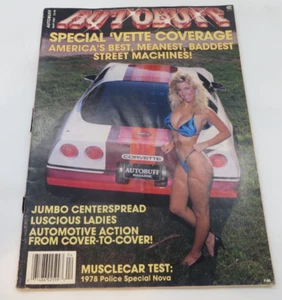 AUTOBUFF
SPECIAL 'VETTE COVERAGE
AMERICA'S BEST, MEANEST, BADDEST
STREET MACHINES!
CORVETTE
AUTOBUFF
MAGAZINE
JUMBO CENTERSPREAD
LUSCIOUS LADIES
AUTOMOTIVE ACTION
FROM COVER-TO-COVER!
MUSCLECAR TEST:
1978 Police Special Nova